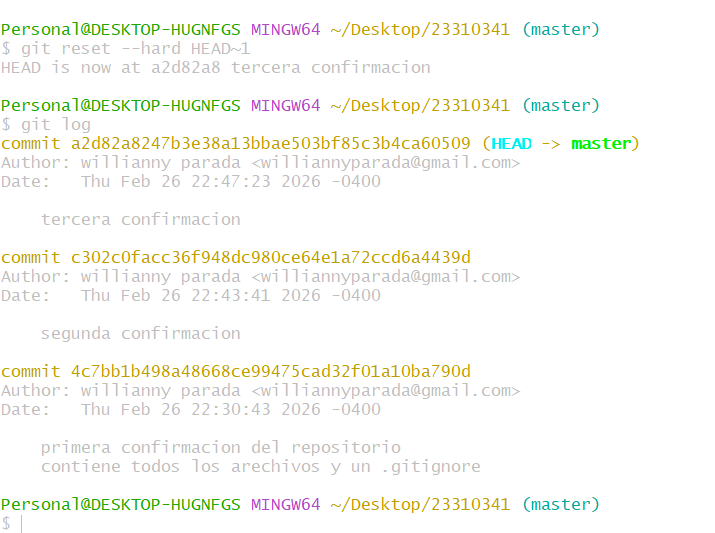 Personal@DESKTOP-HUGNFGS MINGW64 ~/Desktop/23310341 (master)
$ git reset --hard HEAD~1
HEAD is now at a2d82a8 tercera confirmacion
Personal@DESKTOP-HUGNFGS MINGW64 ~/Desktop/23310341 (master)
$ git log
commit a2d82a8247b3e38a13bbae503bf85c3b4ca60509 (HEAD -> master)
Author: willianny parada <williannyparada@gmail.com>
Date:   Thu Feb 26 22:47:23 2026 -0400
tercera confirmacion
commit c302c0facc36f948dc980ce64e1a72ccd6a4439d
Author: willianny parada <williannyparada@gmail.com>
Date:   Thu Feb 26 22:43:41 2026 -0400
segunda confirmacion
commit 4c7bb1b498a48668ce99475cad32f01a10ba790d
Author: willianny parada <williannyparada@gmail.com>
Date:   Thu Feb 26 22:30:43 2026 -0400
primera confirmacion del repositorio
contiene todos los arechivos y un .gitignore
Personal@DESKTOP-HUGNFGS MINGW64 ~/Desktop/23310341 (master)
$